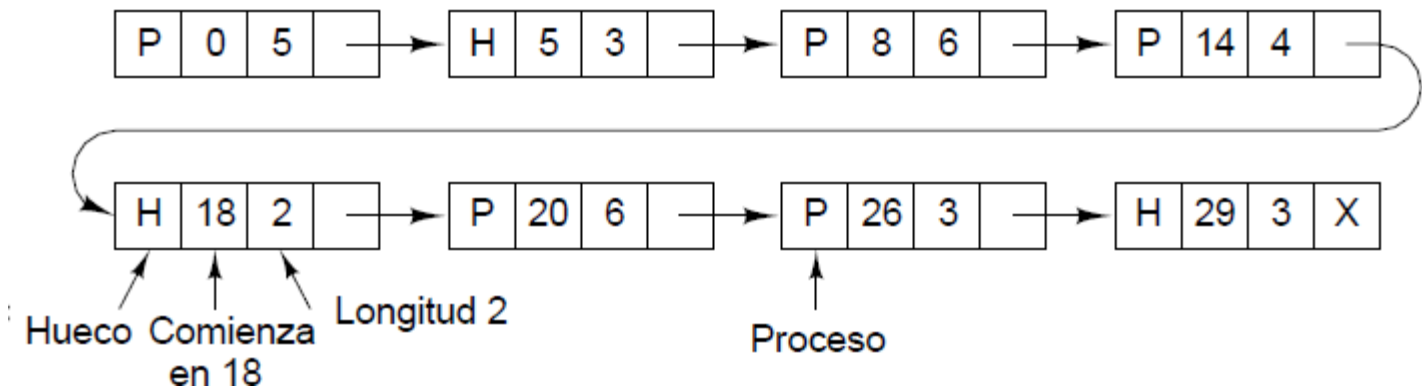 P 0 5 H 5 3 P 8 6 P 14 4
H 18 2 P 20 6 P 26 3 H 29 3 X
Hueco Comienza Longitud 2 Proceso
en 18